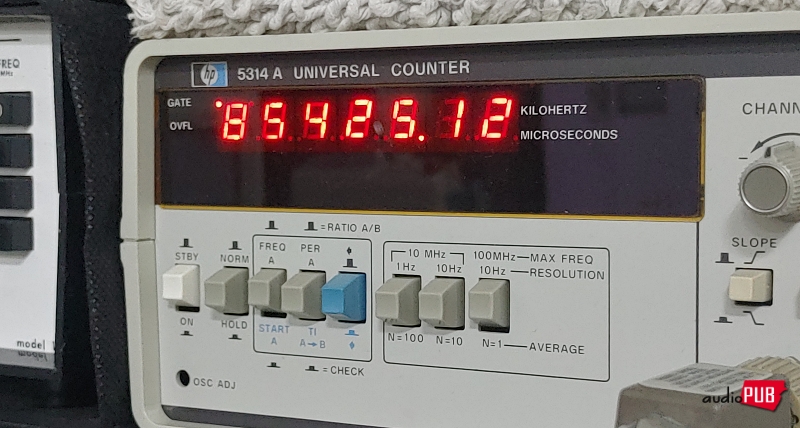 hp 5314 A UNIVERSAL COUNTER
GATE
OVFL
85425.12
KILOHERTZ
MICROSECONDS
FREQ
MHz
model
= RATIO A/B
STBY
NORM
FREQ A
PER A
ON
HOLD
START A
TI A→B
= CHECK
10 MHz
1Hz
10Hz
100MHz—MAX FREQ
10Hz—RESOLUTION
N=100
N=10
N=1—AVERAGE
OSC ADJ
SLOPE
audioPUB